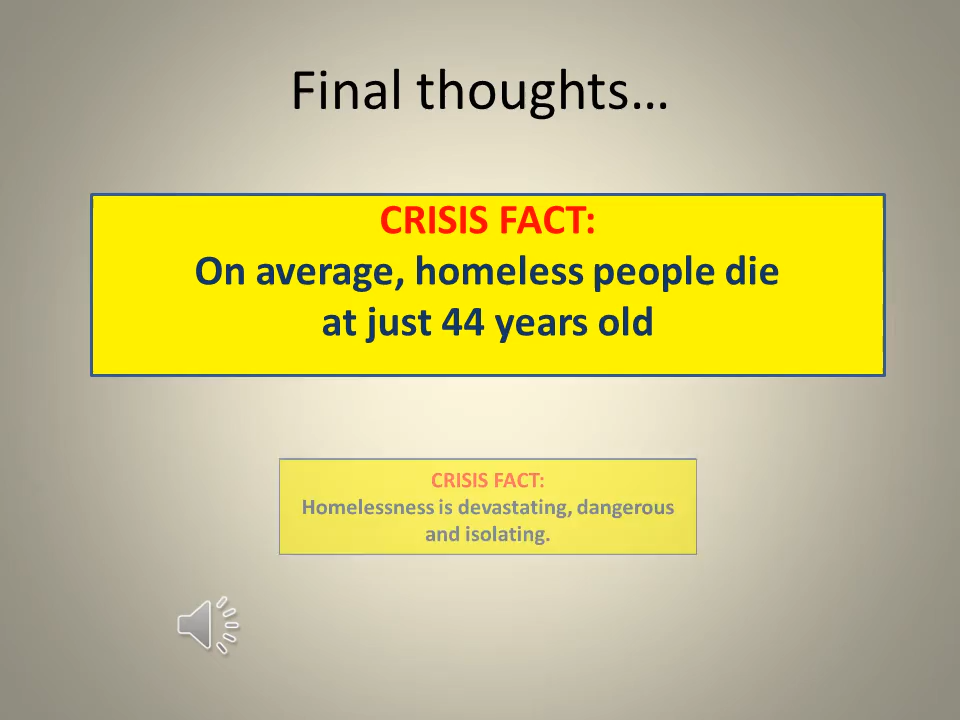 Final thoughts…
CRISIS FACT:
On average, homeless people die
at just 44 years old
CRISIS FACT:
Homelessness is devastating, dangerous
and isolating.